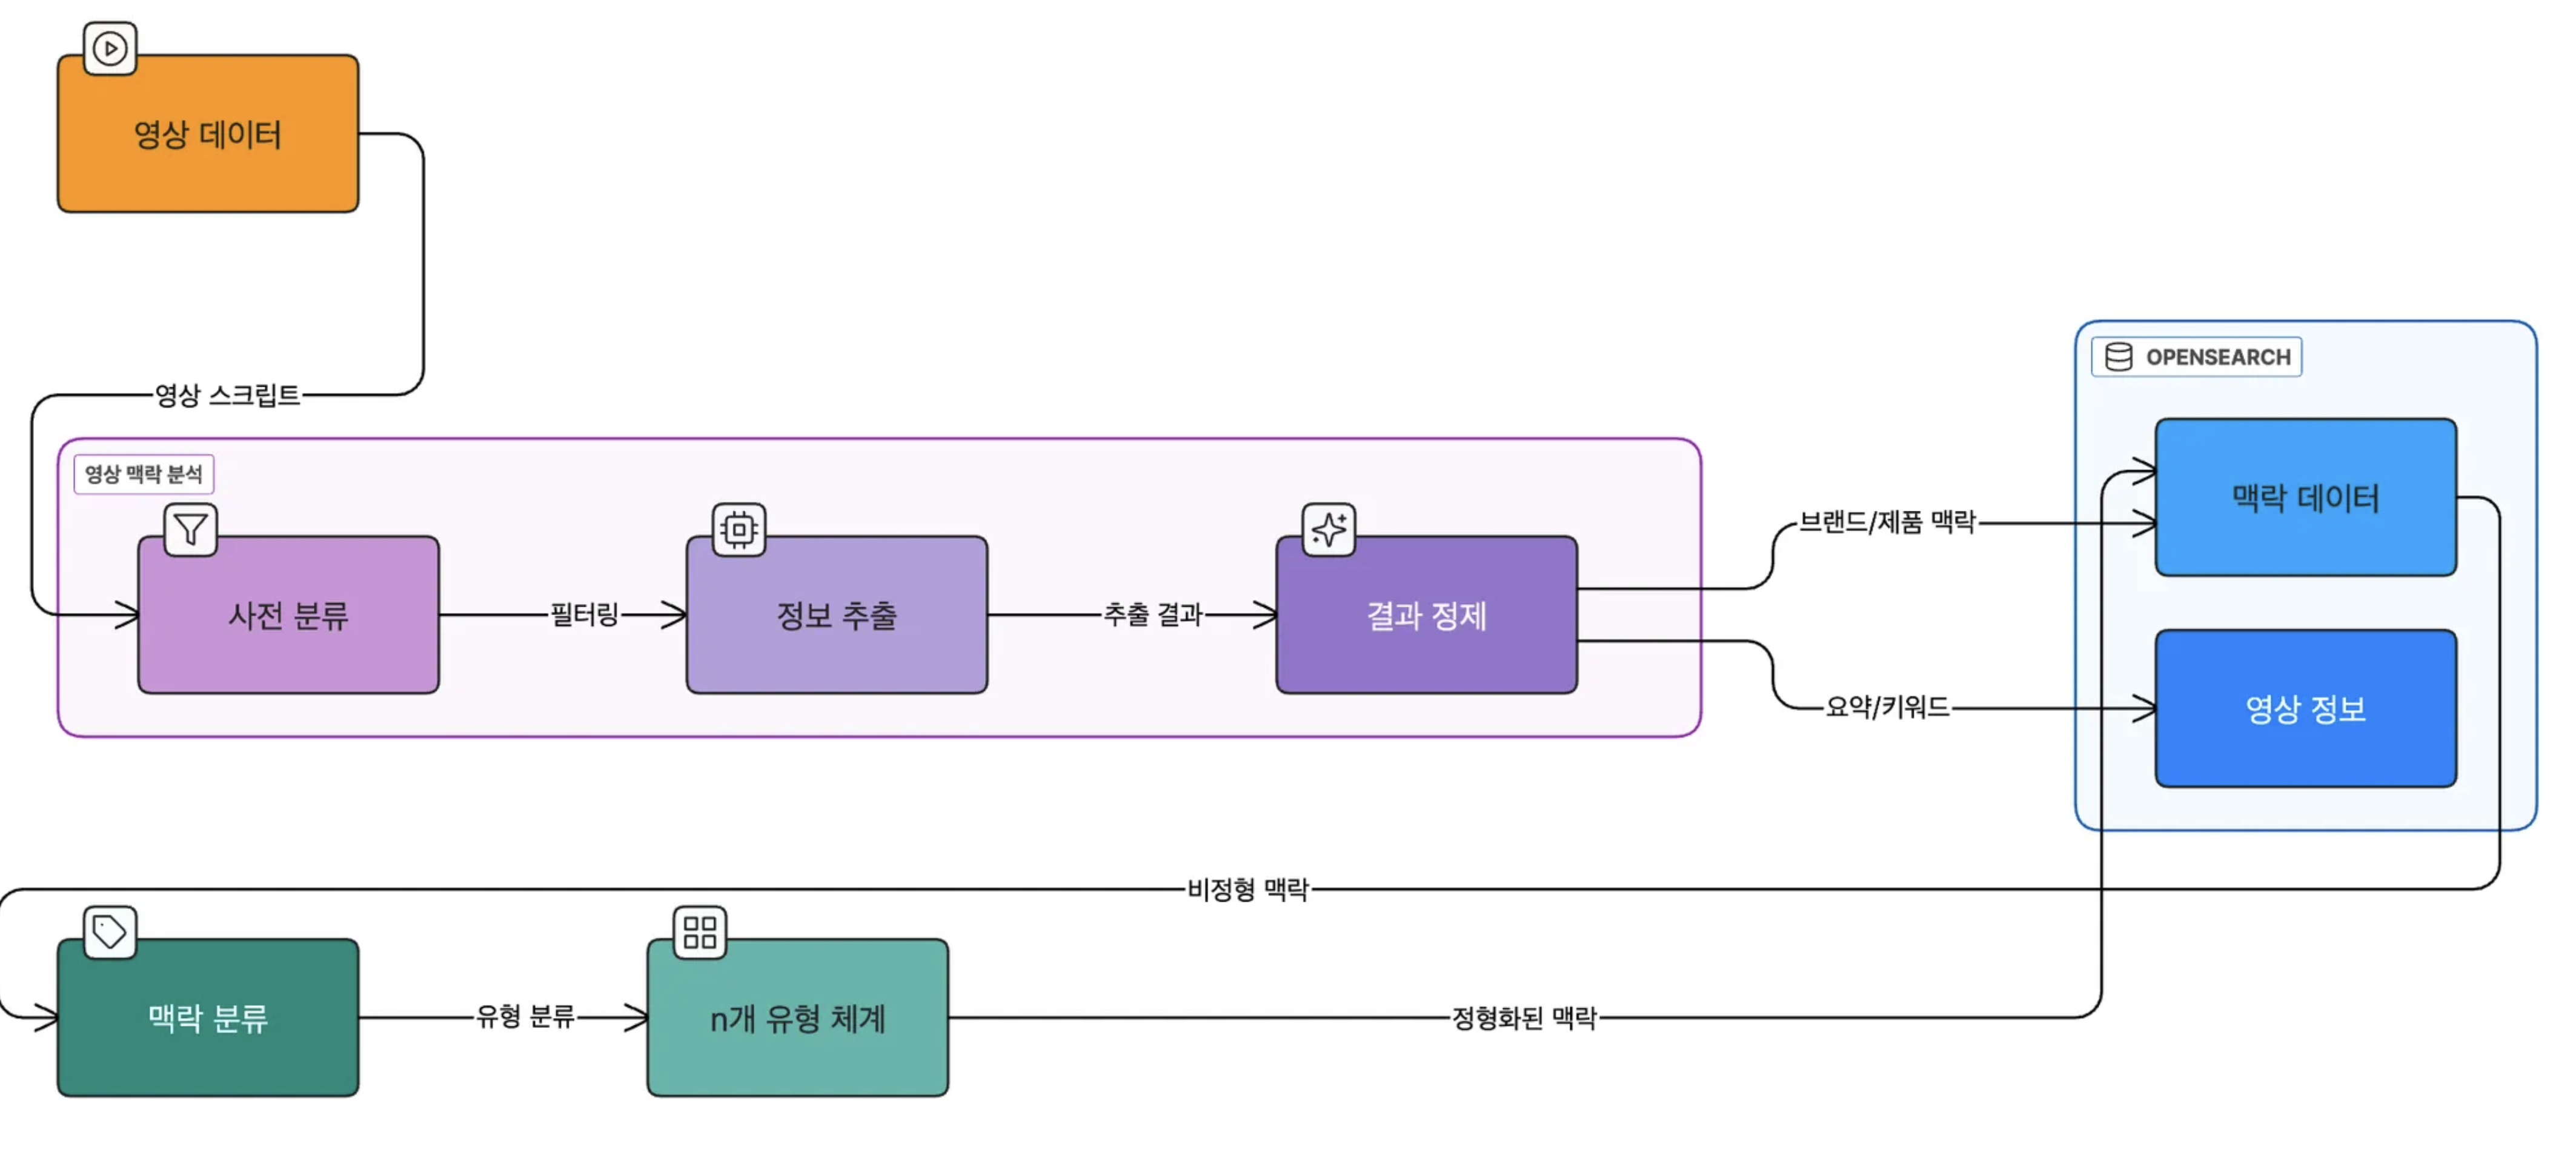 영상 데이터
영상 스크립트
영상 맥락 분석
사전 분류
필터링
정보 추출
추출 결과
결과 정제
브랜드/제품 맥락
요약/키워드
OPENSEARCH
맥락 데이터
영상 정보
비정형 맥락
맥락 분류
유형 분류
n개 유형 체계
정형화된 맥락